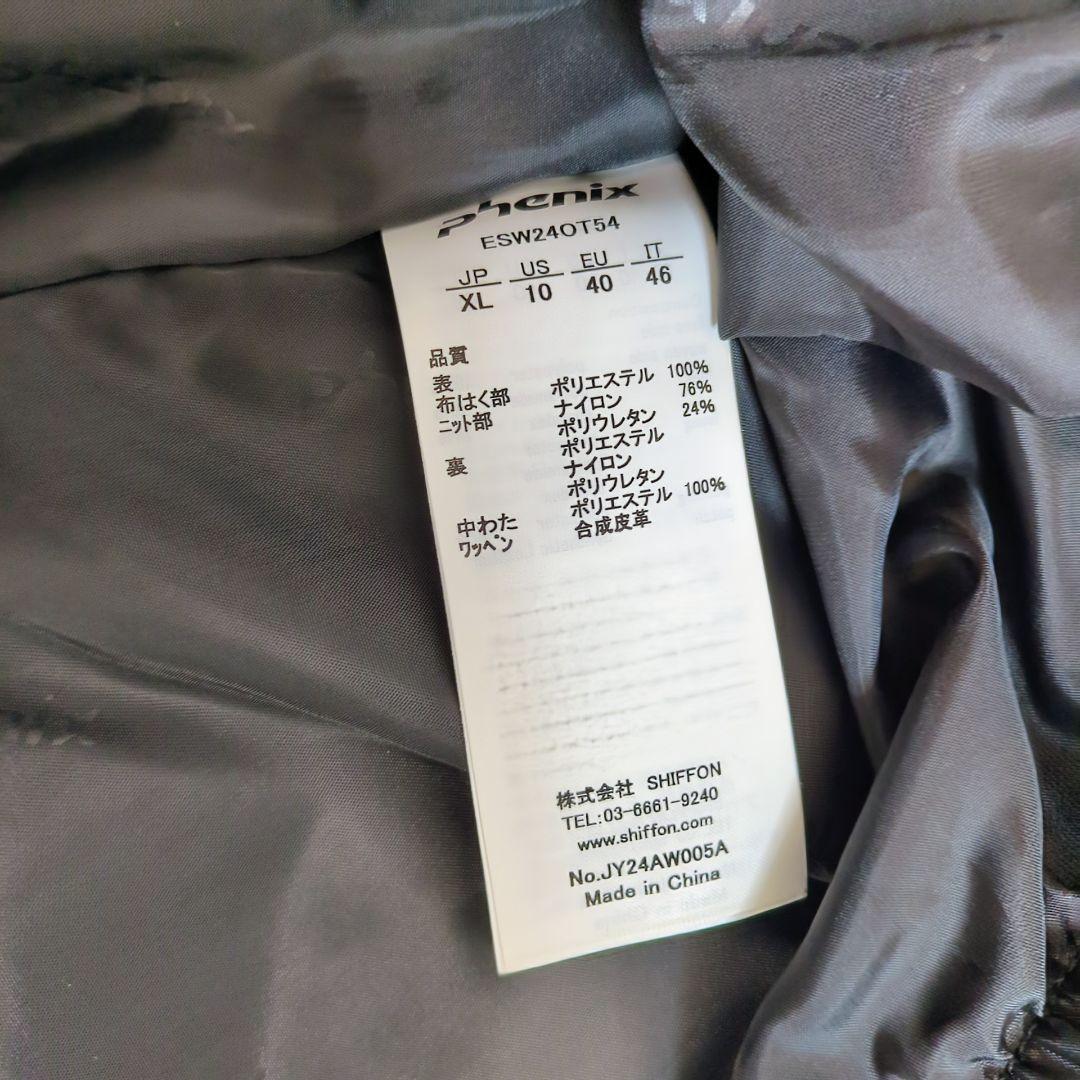 phenix
ESW24OT54
JP US EU IT
XL 10 40 46
品質
表
布はく部 ポリエステル 100%
ニット部 ナイロン 76%
ポリウレタン 24%
裏 ポリエステル
ナイロン
ポリウレタン
中わた ポリエステル 100%
ワッペン 合成皮革
株式会社 SHIFFON
TEL:03-6661-9240
www.shiffon.com
No.JY24AW005A
Made in China